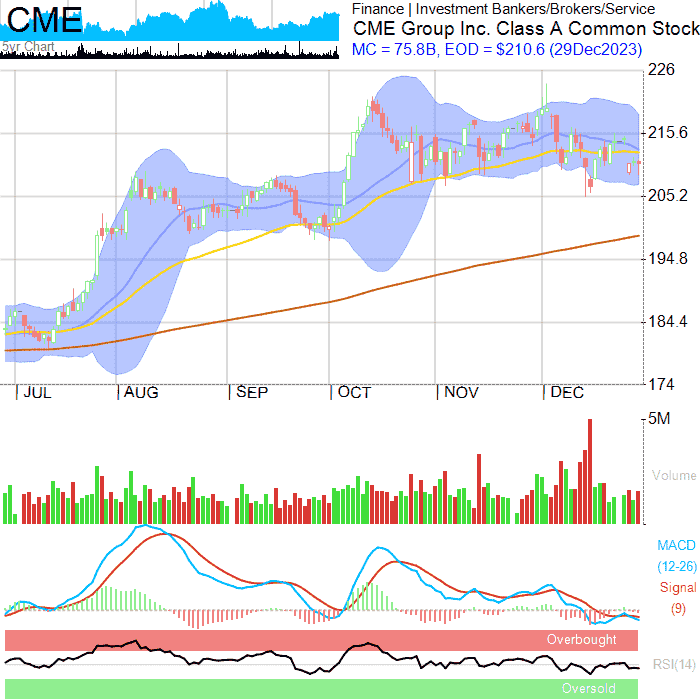 CME
5yr Chart
Finance | Investment Bankers/Brokers/Service
CME Group Inc. Class A Common Stock
MC = 75.8B, EOD = $210.6 (29Dec2023)
226
215.6
205.2
194.8
184.4
174
JUL AUG SEP OCT NOV DEC
5M
Volume
MACD
(12-26)
Signal
(9)
Overbought
RSI(14)
Oversold